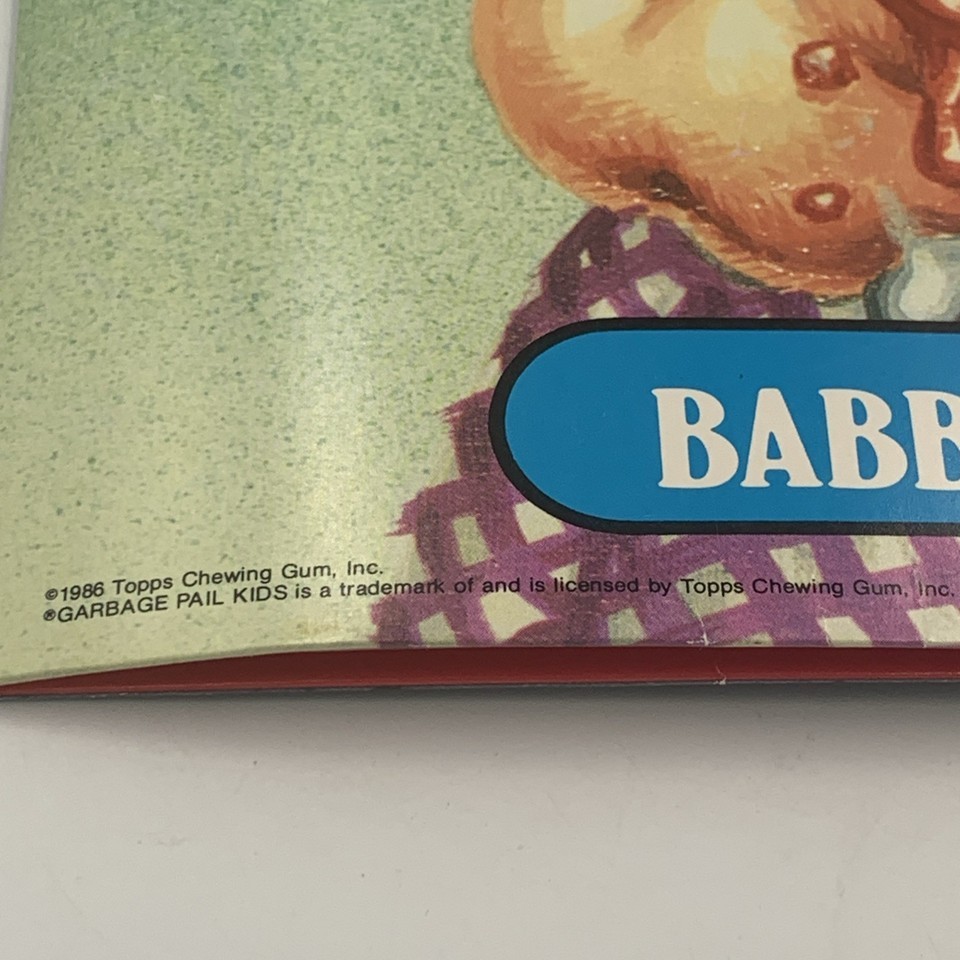 BABB
©1986 Topps Chewing Gum, Inc.
®GARBAGE PAIL KIDS is a trademark of and is licensed by Topps Chewing Gum, Inc.